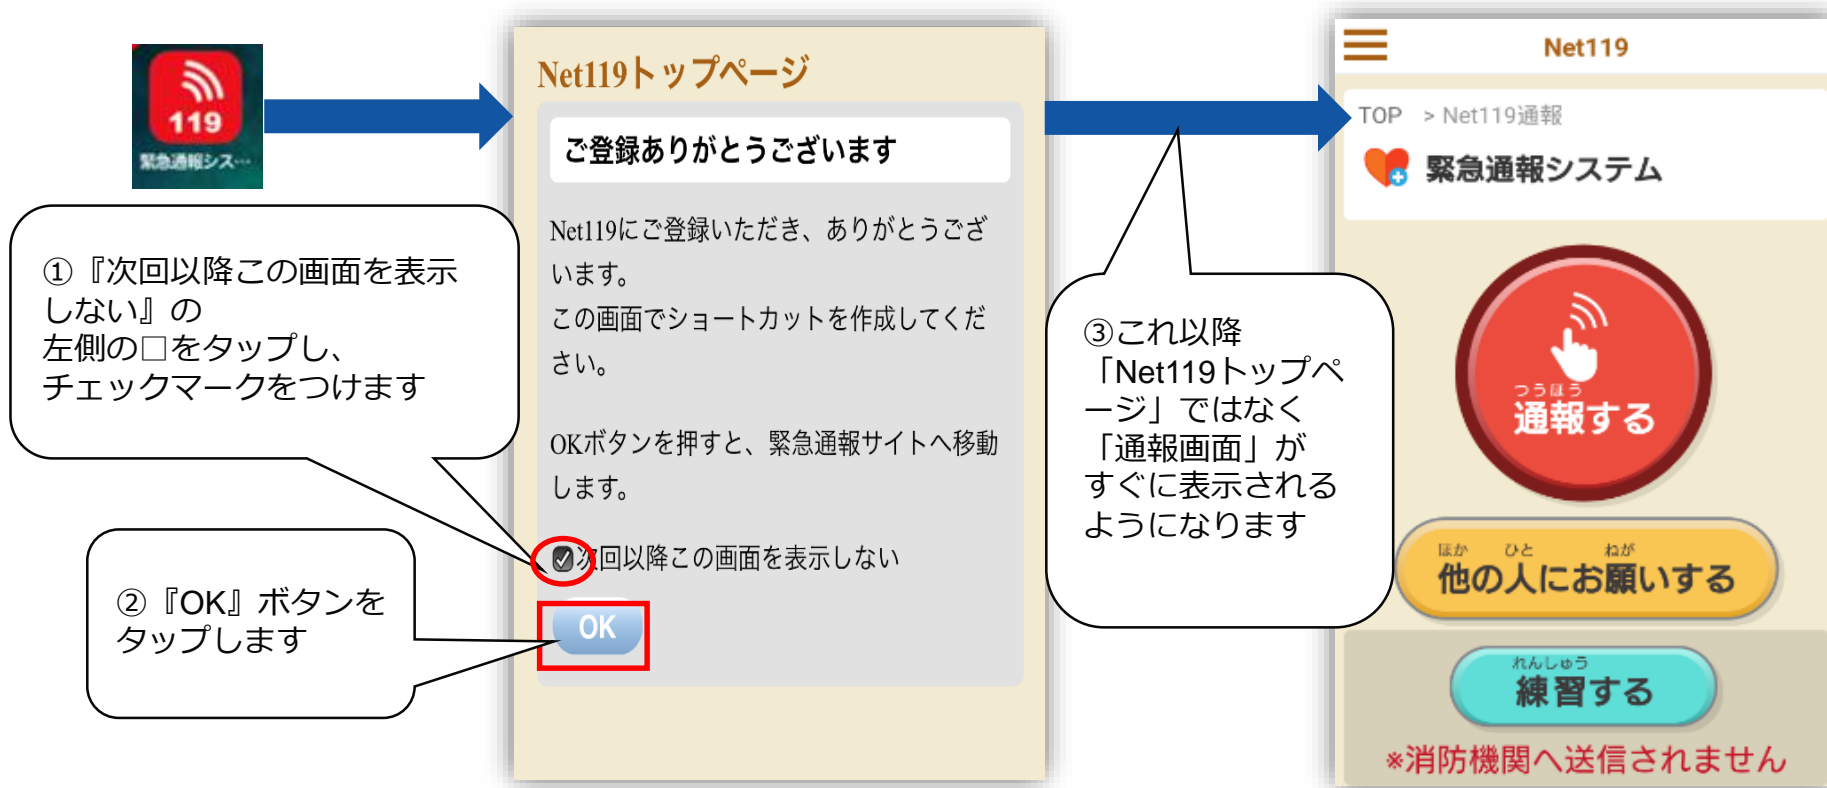 119
緊急通報シス…
①『次回以降この画面を表示
しない』の
左側の□をタップし、
チェックマークをつけます
②『OK』ボタンを
タップします
Net119トップページ
ご登録ありがとうございます
Net119にご登録いただき、ありがとうござ
います。
この画面でショートカットを作成してくだ
さい。
OKボタンを押すと、緊急通報サイトへ移動
します。
次回以降この画面を表示しない
OK
③これ以降
「Net119トップペ
ージ」ではなく
「通報画面」が
すぐに表示される
ようになります
Net119
TOP > Net119通報
緊急通報システム
つうほう
通報する
ほか ひと ねが
他の人にお願いする
れんしゅう
練習する
※消防機関へ送信されません